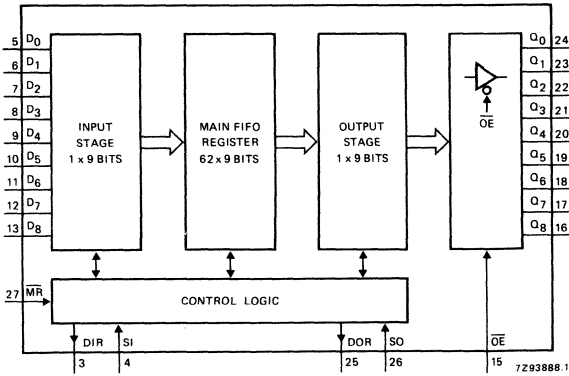 5 D0
6 D1
7 D2
8 D3
9 D4
10 D5
11 D6
12 D7
13 D8
INPUT
STAGE
1 x 9 BITS
MAIN FIFO
REGISTER
62 x 9 BITS
OUTPUT
STAGE
1 x 9 BITS
OE
Q0 24
Q1 23
Q2 22
Q3 21
Q4 20
Q5 19
Q6 18
Q7 17
Q8 16
27 MR
CONTROL LOGIC
DIR SI DOR SO OE
3 4 25 26 15
7Z93888.1